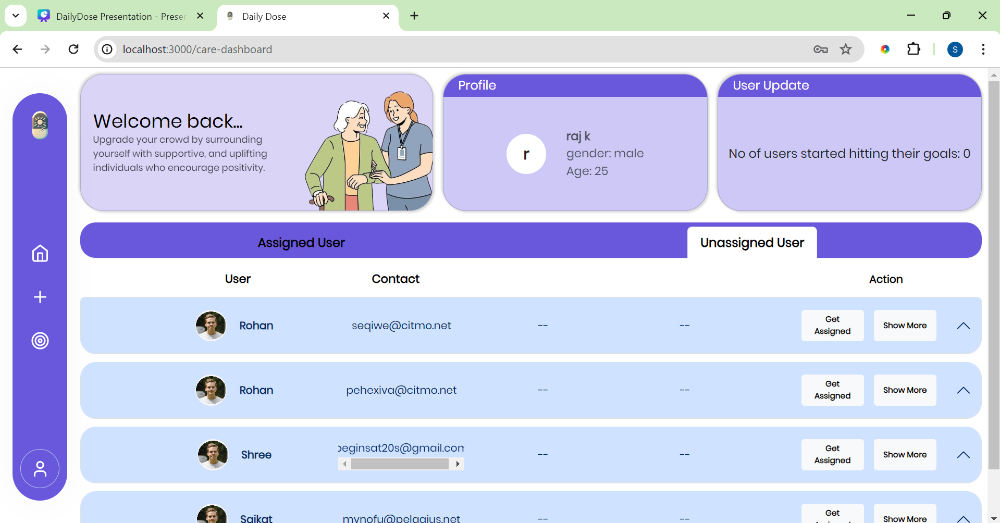 DailyDose Presentation - Preser
Daily Dose
localhost:3000/care-dashboard
S
Welcome back...
Upgrade your crowd by surrounding
yourself with supportive, and uplifting
individuals who encourage positivity.
Profile
r
raj k
gender: male
Age: 25
User Update
No of users started hitting their goals: 0
Assigned User
Unassigned User
User
Contact
Action
Rohan
seqiwe@citmo.net
--
--
Get
Assigned
Show More
Rohan
pehexiva@citmo.net
--
--
Get
Assigned
Show More
Shree
beginsat20s@gmail.com
--
--
Get
Assigned
Show More
Saikat
mynofu@pelagius.net
--
--
Get
Show More